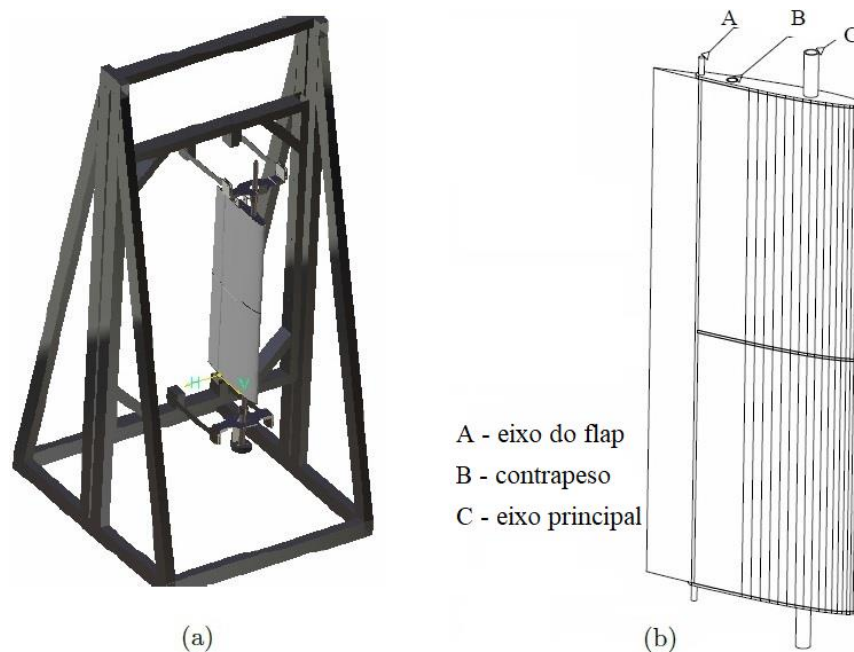 A B C
H V
A - eixo do flap
B - contrapeso
C - eixo principal
(a) (b)